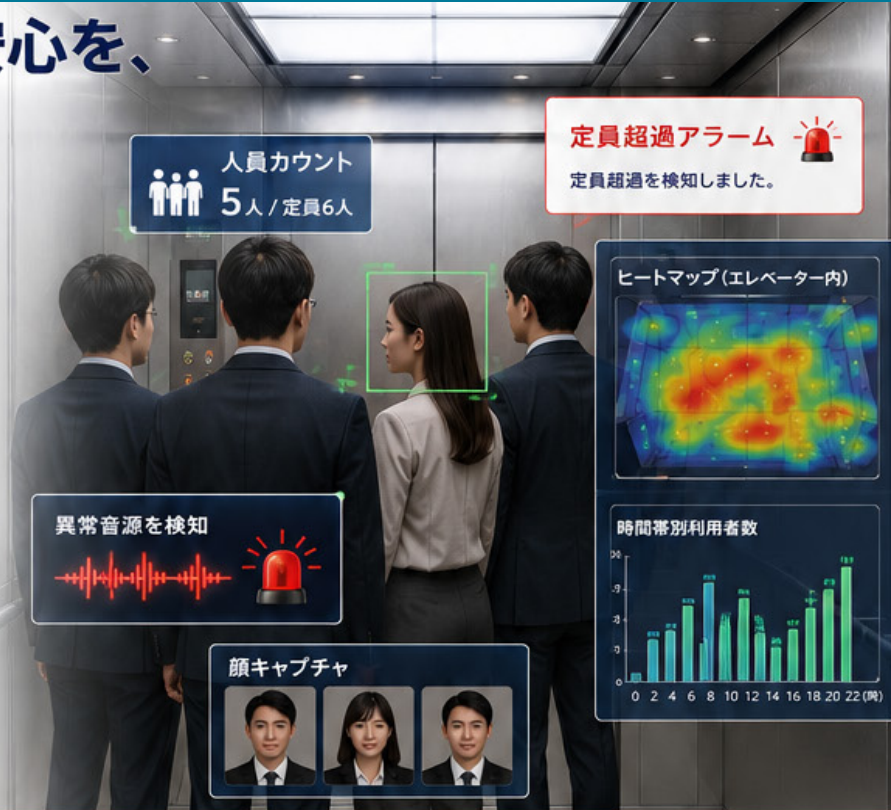 心を、
人員カウント
5人 / 定員6人
定員超過アラーム
定員超過を検知しました。
ヒートマップ（エレベーター内）
異常音源を検知
時間帯別利用者数
0 2 4 6 8 10 12 14 16 18 20 22
顔キャプチャ